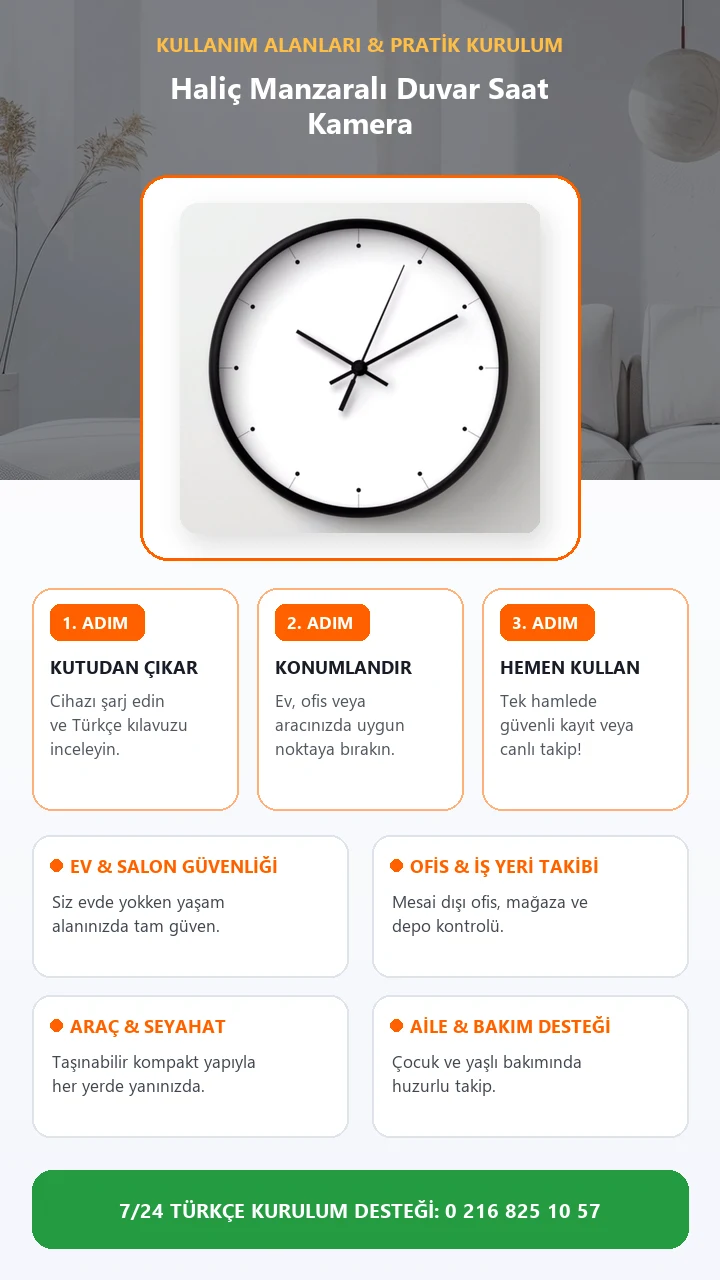 KULLANIM ALANLARI & PRATİK KURULUM
Haliç Manzaralı Duvar Saat
Kamera
1. ADIM
KUTUDAN ÇIKAR
Cihazı şarj edin
ve Türkçe kılavuzu
inceleyin.
2. ADIM
KONUMLANDIR
Ev, ofis veya
aracınızda uygun
noktaya bırakın.
3. ADIM
HEMEN KULLAN
Tek hamlede
güvenli kayıt veya
canlı takip!
EV & SALON GÜVENLİĞİ
Siz evde yokken yaşam
alanınızda tam güven.
OFİS & İŞ YERİ TAKİBİ
Mesai dışı ofis, mağaza ve
depo kontrolü.
ARAÇ & SEYAHAT
Taşınabilir kompakt yapıyla
her yerde yanınızda.
AİLE & BAKIM DESTEĞİ
Çocuk ve yaşlı bakımında
huzurlu takip.
7/24 TÜRKÇE KURULUM DESTEĞİ: 0 216 825 10 57